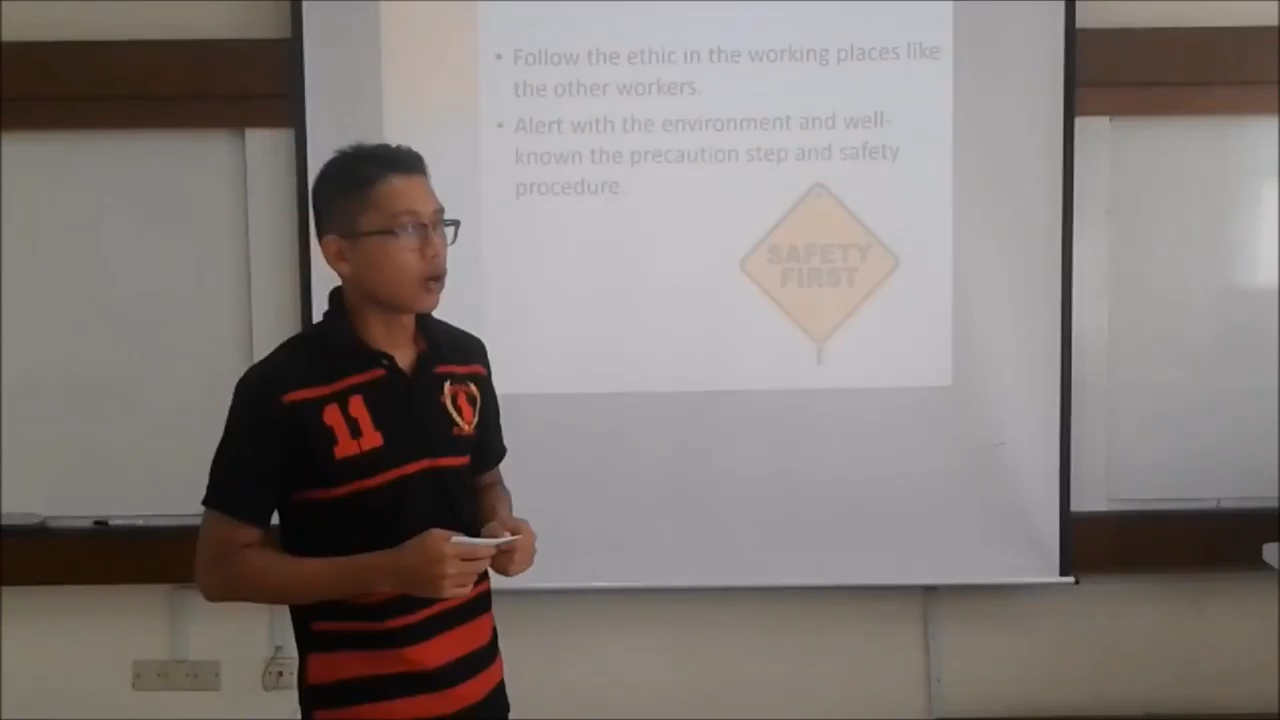 • Follow the ethic in the working places like
the other workers.
• Alert with the environment and well-
known the precaution step and safety
procedure.
SAFETY
FIRST
11